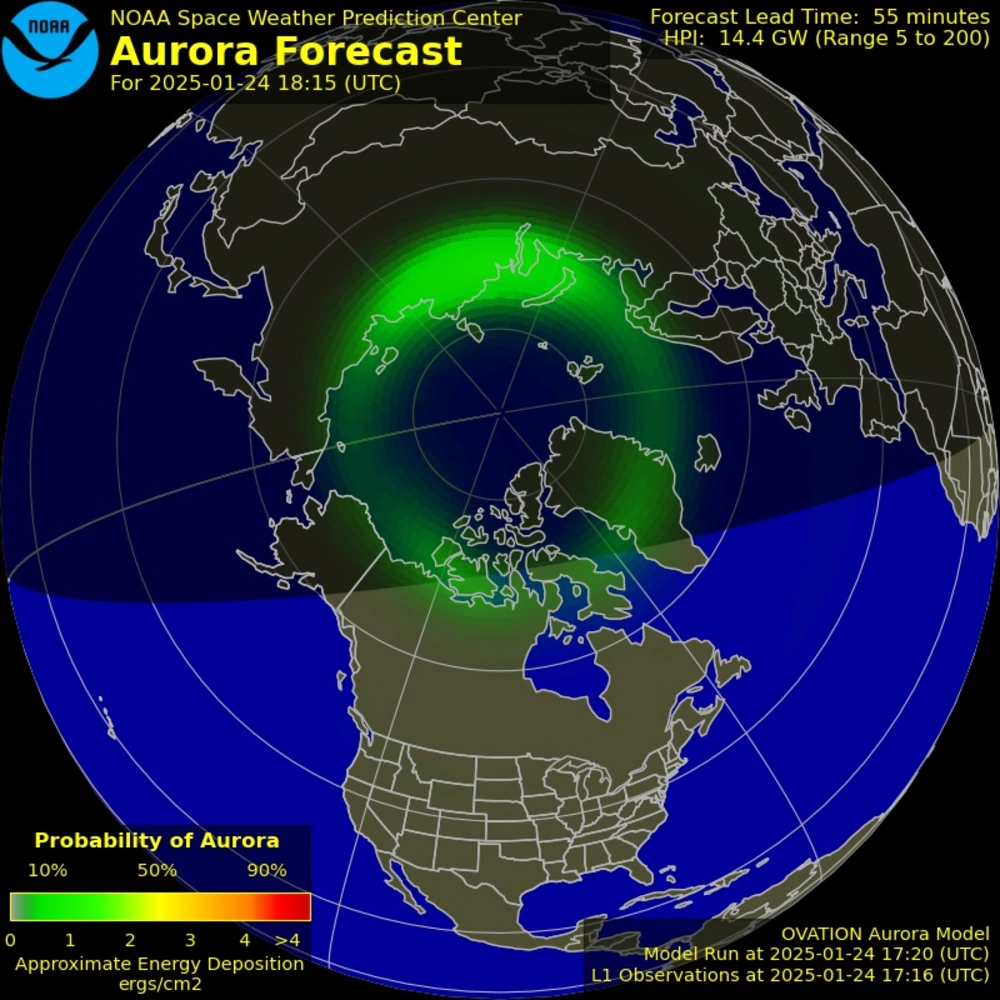 NOAA
NOAA Space Weather Prediction Center
Aurora Forecast
For 2025-01-24 18:15 (UTC)
Forecast Lead Time: 55 minutes
HPI: 14.4 GW (Range 5 to 200)
Probability of Aurora
10% 50% 90%
0 1 2 3 4 >4
Approximate Energy Deposition
ergs/cm2
OVATION Aurora Model
Model Run at 2025-01-24 17:20 (UTC)
L1 Observations at 2025-01-24 17:16 (UTC)